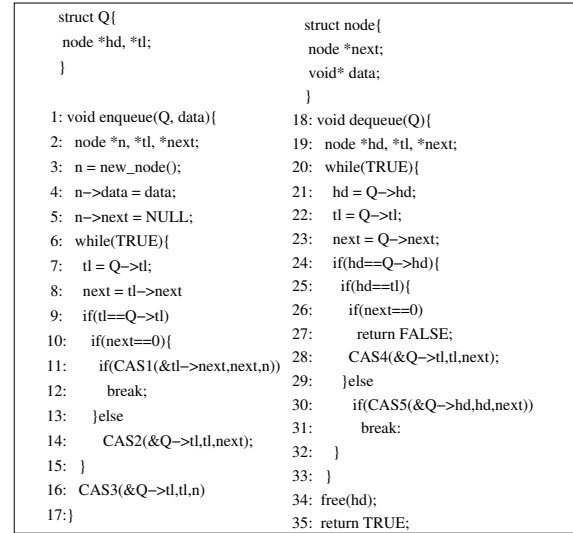 struct Q{
node *hd, *tl;
}
1: void enqueue(Q, data){
2: node *n, *tl, *next;
3: n = new_node();
4: n−>data = data;
5: n−>next = NULL;
6: while(TRUE){
7: tl = Q−>tl;
8: next = tl−>next
9: if(tl==Q−>tl)
10: if(next==0){
11: if(CAS1(&tl−>next,next,n))
12: break;
13: }else
14: CAS2(&Q−>tl,tl,next);
15: }
16: CAS3(&Q−>tl,tl,n)
17:}
struct node{
node *next;
void* data;
}
18: void dequeue(Q){
19: node *hd, *tl, *next;
20: while(TRUE){
21: hd = Q−>hd;
22: tl = Q−>tl;
23: next = Q−>next;
24: if(hd==Q−>hd){
25: if(hd==tl){
26: if(next==0)
27: return FALSE;
28: CAS4(&Q−>tl,tl,next);
29: }else
30: if(CAS5(&Q−>hd,hd,next))
31: break:
32: }
33: }
34: free(hd);
35: return TRUE;